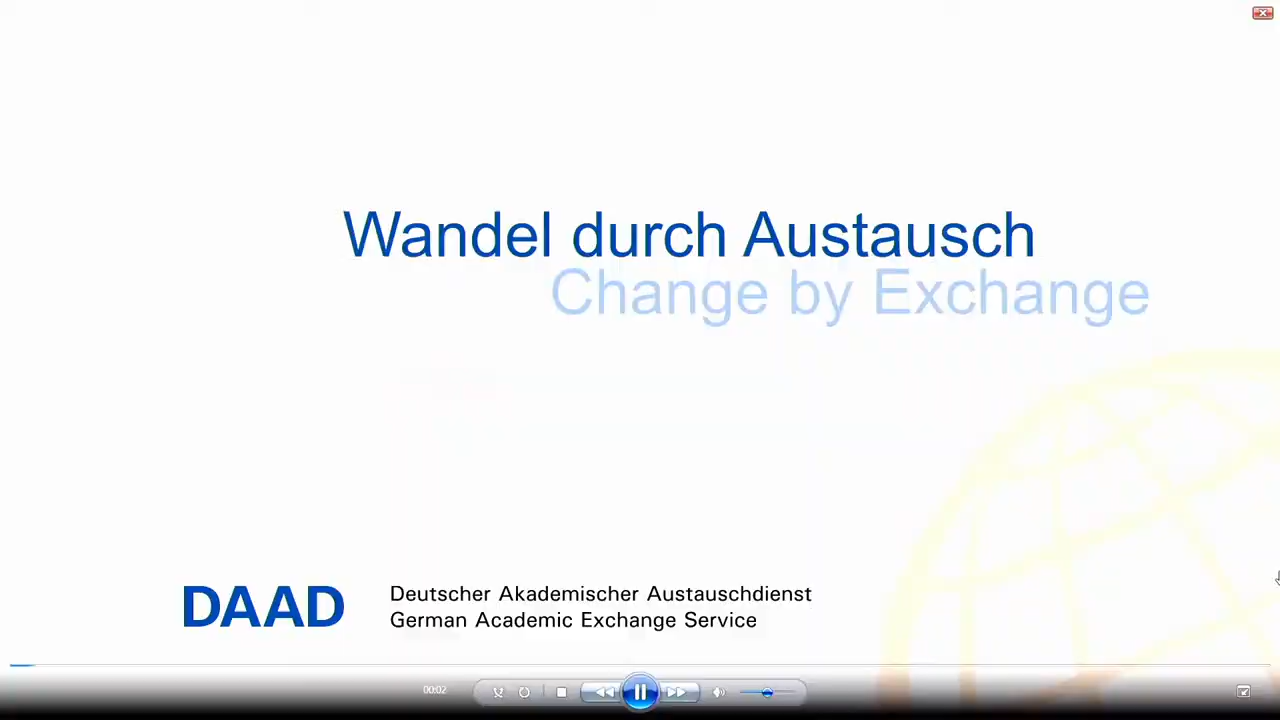 Wandel durch Austausch
Change by Exchange
DAAD
Deutscher Akademischer Austauschdienst
German Academic Exchange Service
00:02